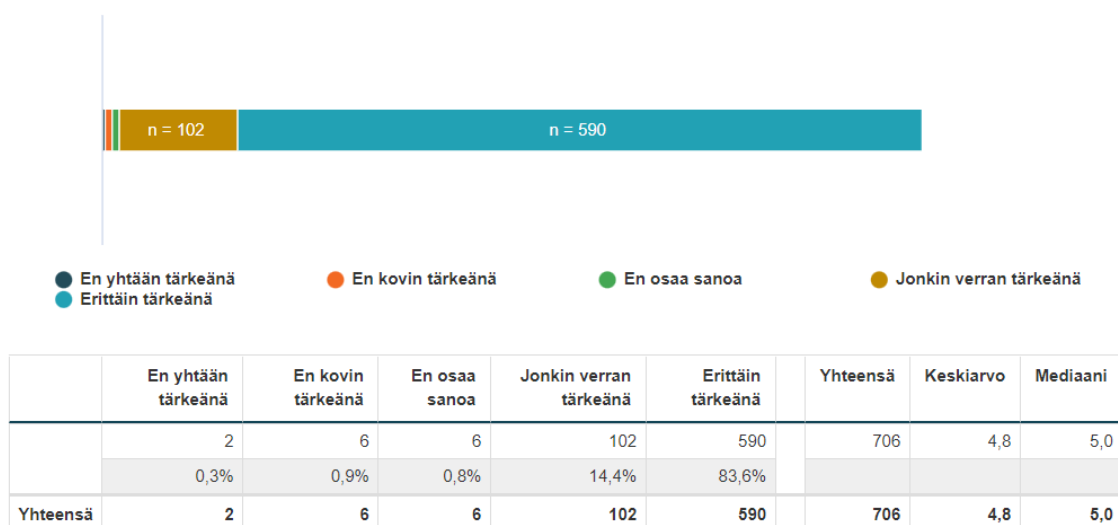 n = 102 n = 590
En yhtään tärkeänä En kovin tärkeänä En osaa sanoa Jonkin verran tärkeänä
Erittäin tärkeänä
En yhtään tärkeänä En kovin tärkeänä En osaa sanoa Jonkin verran tärkeänä Erittäin tärkeänä Yhteensä Keskiarvo Mediaani
2 6 6 102 590 706 4,8 5,0
0,3% 0,9% 0,8% 14,4% 83,6%
Yhteensä 2 6 6 102 590 706 4,8 5,0